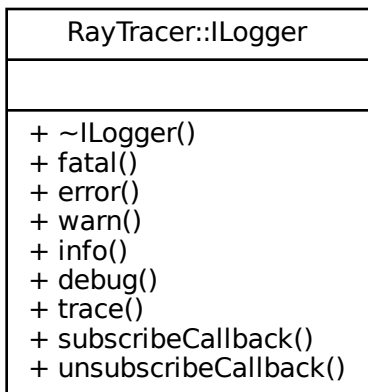 RayTracer::ILogger
+ ~ILogger()
+ fatal()
+ error()
+ warn()
+ info()
+ debug()
+ trace()
+ subscribeCallback()
+ unsubscribeCallback()